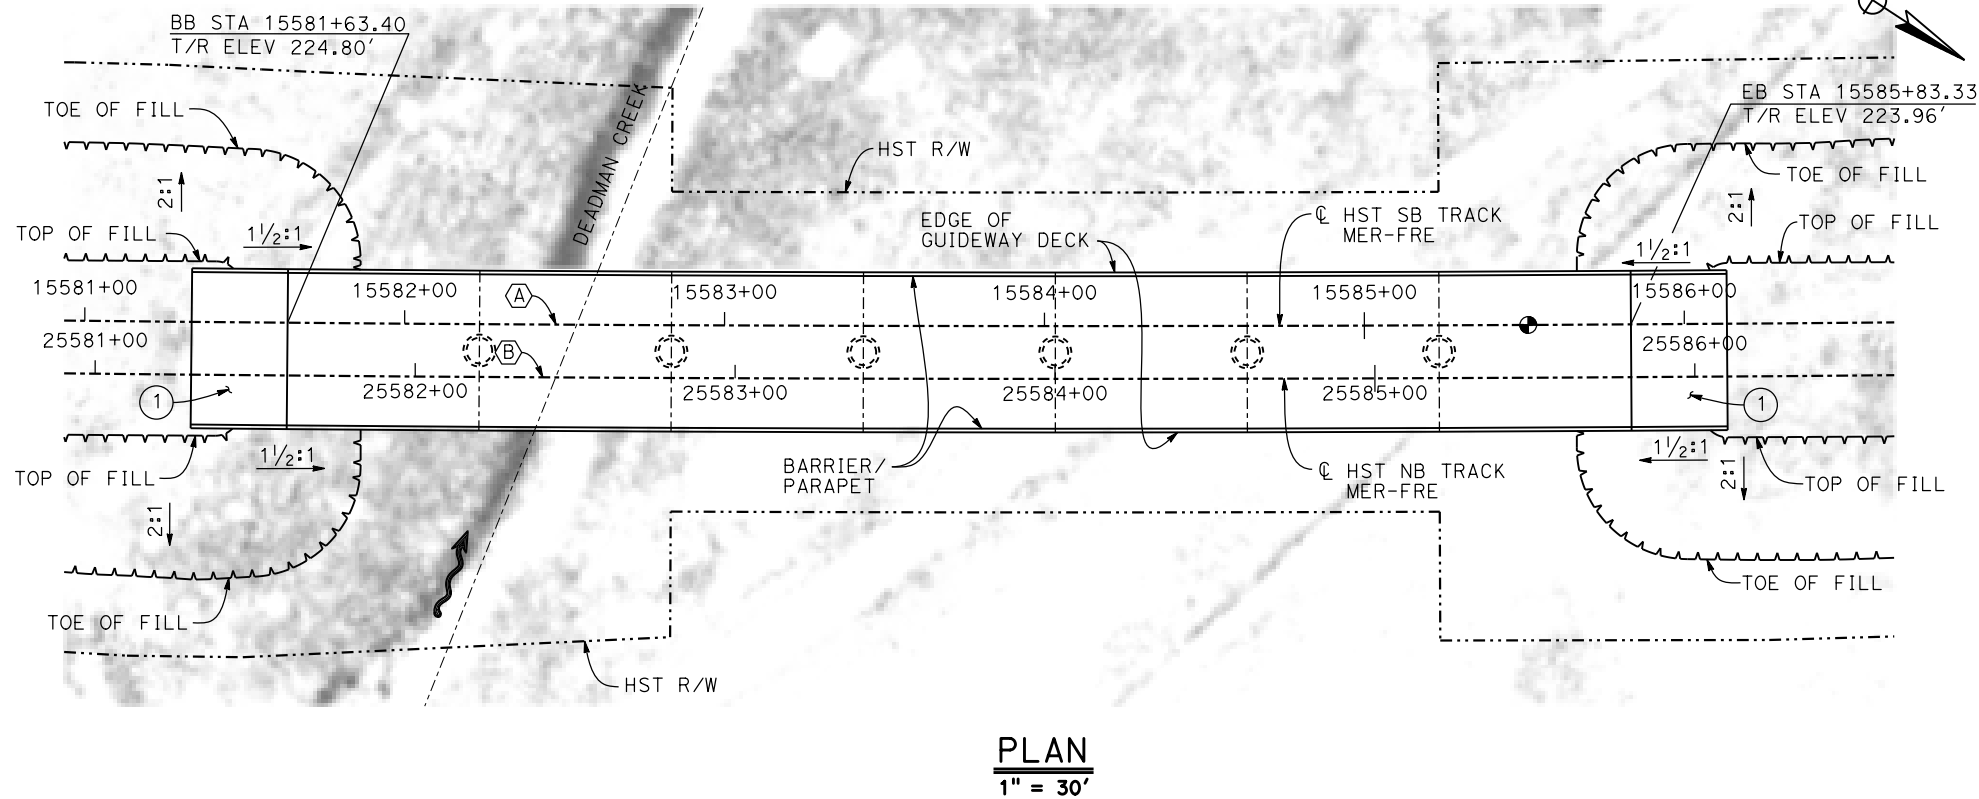 BB STA 15581+63.40
T/R ELEV 224.80'
EB STA 15585+83.33
T/R ELEV 223.96'
TOE OF FILL
DEADMAN CREEK
HST R/W
TOE OF FILL
2:1
2:1
TOP OF FILL
1½:1
EDGE OF
GUIDEWAY DECK
℄ HST SB TRACK
MER-FRE
TOP OF FILL
1½:1
15581+00
15582+00
A
15583+00
15584+00
15585+00
15586+00
25581+00
B
25586+00
1
25582+00
25583+00
25584+00
25585+00
1
TOP OF FILL
1½:1
BARRIER/
PARAPET
℄ HST NB TRACK
MER-FRE
1½:1
2:1
TOP OF FILL
2:1
TOE OF FILL
TOE OF FILL
HST R/W
PLAN
1" = 30'